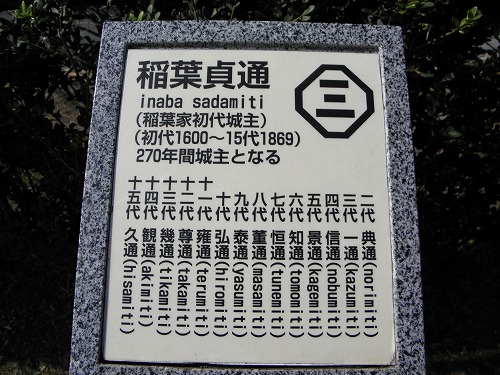 稲葉貞通
inaba sadamiti
(稲葉家初代城主)
(初代1600～15代1869)
270年間城主となる
二代 典通(norimiti)
三代 一通(kazumiti)
四代 信通(nobumiti)
五代 景通(kagemiti)
六代 知通(tomomiti)
七代 恒通(turemiti)
八代 董通(masamiti)
九代 泰通(yasumiti)
十代 弘通(hiromiti)
十一代 雍通(terumiti)
十二代 尊通(takamiti)
十三代 幾通(tikamiti)
十四代 観通(akimiti)
十五代 久通(hisamiti)